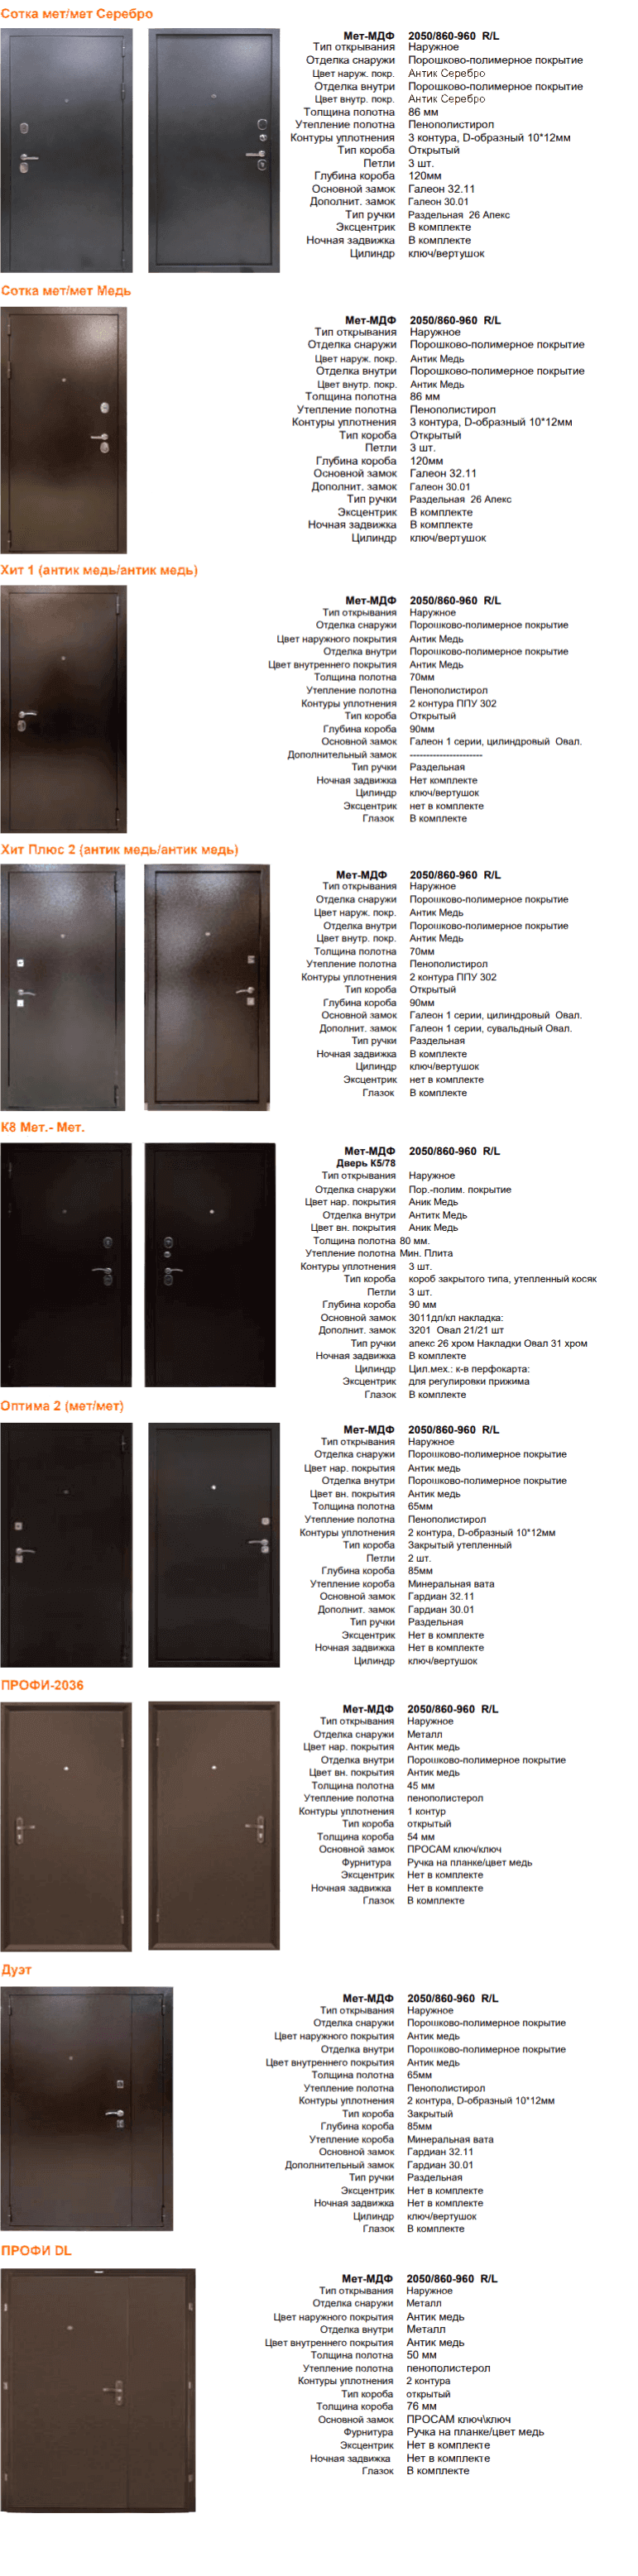 Сотка мет/мет Серебро
Мет-МДФ 2050/860-960 R/L
Тип открывания Наружное
Отделка снаружи Порошково-полимерное покрытие
Цвет наруж. покр. Антик Серебро
Отделка внутри Порошково-полимерное покрытие
Цвет внутр. покр. Антик Серебро
Толщина полотна 86 мм
Утепление полотна Пенополистирол
Контуры уплотнения 3 контура, D-образный 10*12мм
Тип короба Открытый
Петли 3 шт.
Глубина короба 120мм
Основной замок Галеон 32.11
Дополнит. замок Галеон 30.01
Тип ручки Раздельная 26 Апекс
Эксцентрик В комплекте
Ночная задвижка В комплекте
Цилиндр ключ/вертушок
Сотка мет/мет Медь
Мет-МДФ 2050/860-960 R/L
Тип открывания Наружное
Отделка снаружи Порошково-полимерное покрытие
Цвет наруж. покр. Антик Медь
Отделка внутри Порошково-полимерное покрытие
Цвет внутр. покр. Антик Медь
Толщина полотна 86 мм
Утепление полотна Пенополистирол
Контуры уплотнения 3 контура, D-образный 10*12мм
Тип короба Открытый
Петли 3 шт.
Глубина короба 120мм
Основной замок Галеон 32.11
Дополнит. замок Галеон 30.01
Тип ручки Раздельная 26 Апекс
Эксцентрик В комплекте
Ночная задвижка В комплекте
Цилиндр ключ/вертушок
Хит 1 (антик медь/антик медь)
Мет-МДФ 2050/860-960 R/L
Тип открывания Наружное
Отделка снаружи Порошково-полимерное покрытие
Цвет наружного покрытия Антик Медь
Отделка внутри Порошково-полимерное покрытие
Цвет внутреннего покрытия Антик Медь
Толщина полотна 70мм
Утепление полотна Пенополистирол
Контуры уплотнения 2 контура ППУ 302
Тип короба Открытый
Глубина короба 90мм
Основной замок Галеон 1 серии, цилиндровый Овал.
Дополнительный замок ----------------------
Тип ручки Раздельная
Ночная задвижка Нет комплекте
Цилиндр ключ/вертушок
Эксцентрик нет в комплекте
Глазок В комплекте
Хит Плюс 2 (антик медь/антик медь)
Мет-МДФ 2050/860-960 R/L
Тип открывания Наружное
Отделка снаружи Порошково-полимерное покрытие
Цвет наруж. покр. Антик Медь
Отделка внутри Порошково-полимерное покрытие
Цвет внутр. покр. Антик Медь
Толщина полотна 70мм
Утепление полотна Пенополистирол
Контуры уплотнения 2 контура ППУ 302
Тип короба Открытый
Глубина короба 90мм
Основной замок Галеон 1 серии, цилиндровый Овал.
Дополнит. замок Галеон 1 серии, сувальдный Овал.
Тип ручки Раздельная
Ночная задвижка В комплекте
Цилиндр ключ/вертушок
Эксцентрик нет в комплекте
Глазок В комплекте
К8 Мет.- Мет.
Мет-МДФ 2050/860-960 R/L
Дверь К5/78
Тип открывания Наружное
Отделка снаружи Пор.-полим. покрытие
Цвет нар. покрытия Аник Медь
Отделка внутри Антитк Медь
Цвет вн. покрытия Аник Медь
Толщина полотна 80 мм.
Утепление полотна Мин. Плита
Контуры уплотнения 3 шт.
Тип короба короб закрытого типа, утепленный косяк
Петли 3 шт.
Глубина короба 90 мм
Основной замок 3011дл/кл накладка:
Дополнит. замок 3201 Овал 21/21 шт
Тип ручки апекс 26 хром Накладки Овал 31 хром
Ночная задвижка В комплекте
Цилиндр Цил.мех.: к-в перфокарта:
Эксцентрик для регулировки прижима
Глазок В комплекте
Оптима 2 (мет/мет)
Мет-МДФ 2050/860-960 R/L
Тип открывания Наружное
Отделка снаружи Порошково-полимерное покрытие
Цвет нар. покрытия Антик медь
Отделка внутри Порошково-полимерное покрытие
Цвет вн. покрытия Антик медь
Толщина полотна 65мм
Утепление полотна Пенополистирол
Контуры уплотнения 2 контура, D-образный 10*12мм
Тип короба Закрытый утепленный
Петли 2 шт.
Глубина короба 85мм
Утепление короба Минеральная вата
Основной замок Гардиан 32.11
Дополнит. замок Гардиан 30.01
Тип ручки Раздельная
Эксцентрик Нет в комплекте
Ночная задвижка Нет в комплекте
Цилиндр ключ/вертушок
ПРОФИ-2036
Мет-МДФ 2050/860-960 R/L
Тип открывания Наружное
Отделка снаружи Металл
Цвет нар. покрытия Антик медь
Отделка внутри Порошково-полимерное покрытие
Цвет вн. покрытия Антик медь
Толщина полотна 45 мм
Утепление полотна пенополистерол
Контуры уплотнения 1 контур
Тип короба открытый
Толщина короба 54 мм
Основной замок ПРОСАМ ключ/ключ
Фурнитура Ручка на планке/цвет медь
Эксцентрик Нет в комплекте
Ночная задвижка Нет в комплекте
Глазок В комплекте
Дуэт
Мет-МДФ 2050/860-960 R/L
Тип открывания Наружное
Отделка снаружи Порошково-полимерное покрытие
Цвет наружного покрытия Антик медь
Отделка внутри Порошково-полимерное покрытие
Цвет внутреннего покрытия Антик медь
Толщина полотна 65мм
Утепление полотна Пенополистирол
Контуры уплотнения 2 контура, D-образный 10*12мм
Тип короба Закрытый
Глубина короба 85мм
Утепление короба Минеральная вата
Основной замок Гардиан 32.11
Дополнительный замок Гардиан 30.01
Тип ручки Раздельная
Эксцентрик Нет в комплекте
Ночная задвижка Нет в комплекте
Цилиндр ключ/вертушок
Глазок В комплекте
ПРОФИ DL
Мет-МДФ 2050/860-960 R/L
Тип открывания Наружное
Отделка снаружи Металл
Цвет наружного покрытия Антик медь
Отделка внутри Металл
Цвет внутреннего покрытия Антик медь
Толщина полотна 50 мм
Утепление полотна пенополистерол
Контуры уплотнения 2 контура
Тип короба открытый
Толщина короба 76 мм
Основной замок ПРОСАМ ключ\ключ
Фурнитура Ручка на планке/цвет медь
Эксцентрик Нет в комплекте
Ночная задвижка Нет в комплекте
Глазок В комплекте